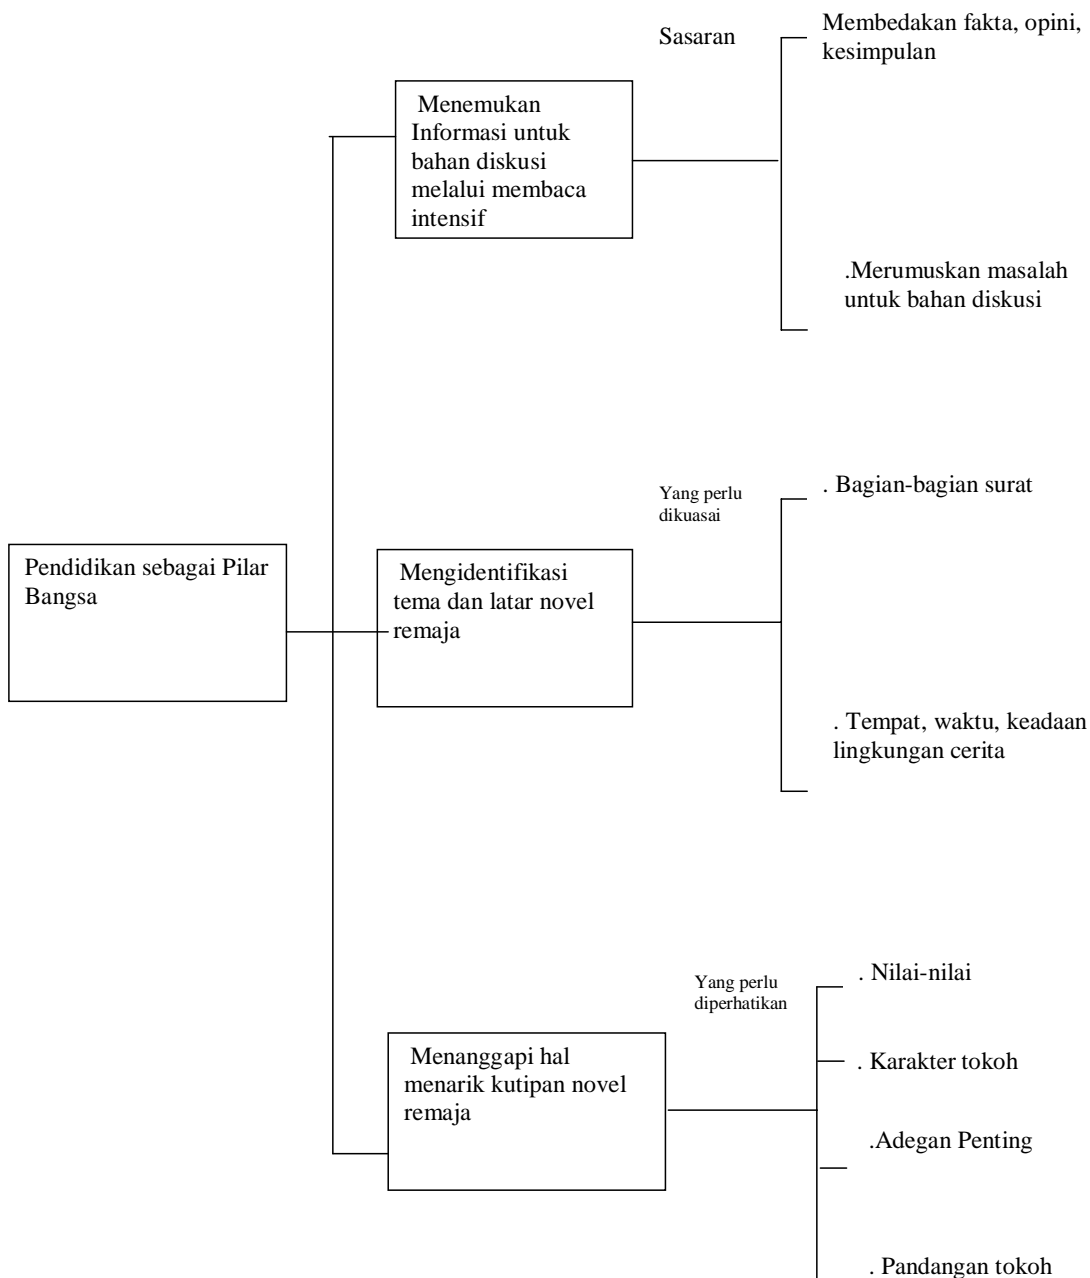 Sasaran
Membedakan fakta, opini,
kesimpulan
Menemukan
Informasi untuk
bahan diskusi
melalui membaca
intensif
.Merumuskan masalah
untuk bahan diskusi
Yang perlu
dikuasai
. Bagian-bagian surat
Pendidikan sebagai Pilar
Bangsa
Mengidentifikasi
tema dan latar novel
remaja
. Tempat, waktu, keadaan
lingkungan cerita
Yang perlu
diperhatikan
. Nilai-nilai
Menanggapi hal
menarik kutipan novel
remaja
. Karakter tokoh
.Adegan Penting
. Pandangan tokoh